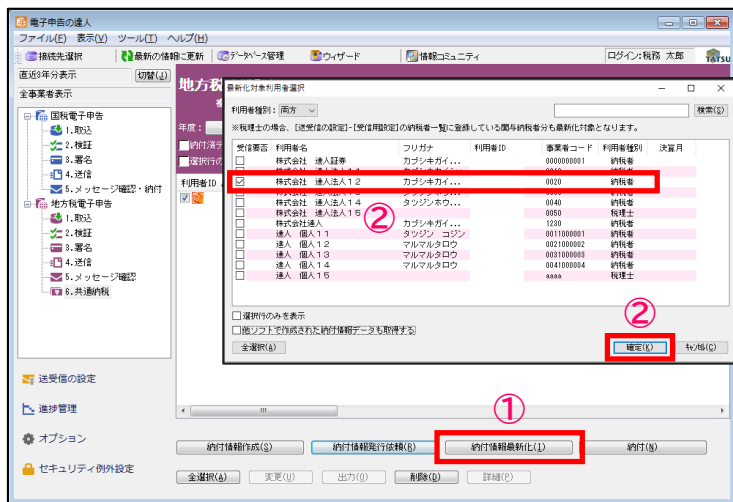 電子申告の達人
ファイル(F) 表示(V) ツール(T) ヘルプ(H)
接続先選択 最新の情報に更新 データベース管理 ウィザード 情報コミュニティ ログイン:税務 太郎 TATSU
直近3年分表示 切替(J)
全事業者表示
国税電子申告
1.取込
2.検証
3.署名
4.送信
5.メッセージ確認・納付
地方税電子申告
1.取込
2.検証
3.署名
4.送信
5.メッセージ確認
6.共通納税
送受信の設定
進捗管理
オプション
セキュリティ例外設定
地方税
年度:
納付済デ
選択行の
利用者ID
最新化対象利用者選択
利用者種別: 両方 検索(S)
※税理士の場合、[送受信の設定]-[受信用設定]の納税者一覧に登録している関与納税者分も最新化対象となります。
受信要否 利用者名 フリガナ 利用者ID 事業者コード 利用者種別 決算月
株式会社 達人証券 カブシキガイ... 0000000001 納税者
株式会社 達人法人12 カブシキカイ... 0020 納税者
株式会社 達人法人14 タツジンホウ... 0040 納税者
株式会社 達人法人15 0050 税理士
株式会社達人 カブシキガイ... 1230 納税者
達人 個人11 タツジン コジン 0011000001 納税者
達人 個人12 マルマルタロウ 0021000002 納税者
達人 個人13 マルマルタロウ 0031000003 納税者
達人 個人14 マルマルタロウ 0041000004 納税者
達人 個人15 aaaa 税理士
②
選択行のみを表示
他ソフトで作成された納付情報データも取得する
②
全選択(A) 確定(K) キャンセル(C)
①
納付情報作成(S) 納付情報発行依頼(R) 納付情報最新化(I) 納付(N)
全選択(A) 変更(U) 出力(O) 削除(D) 詳細(P)